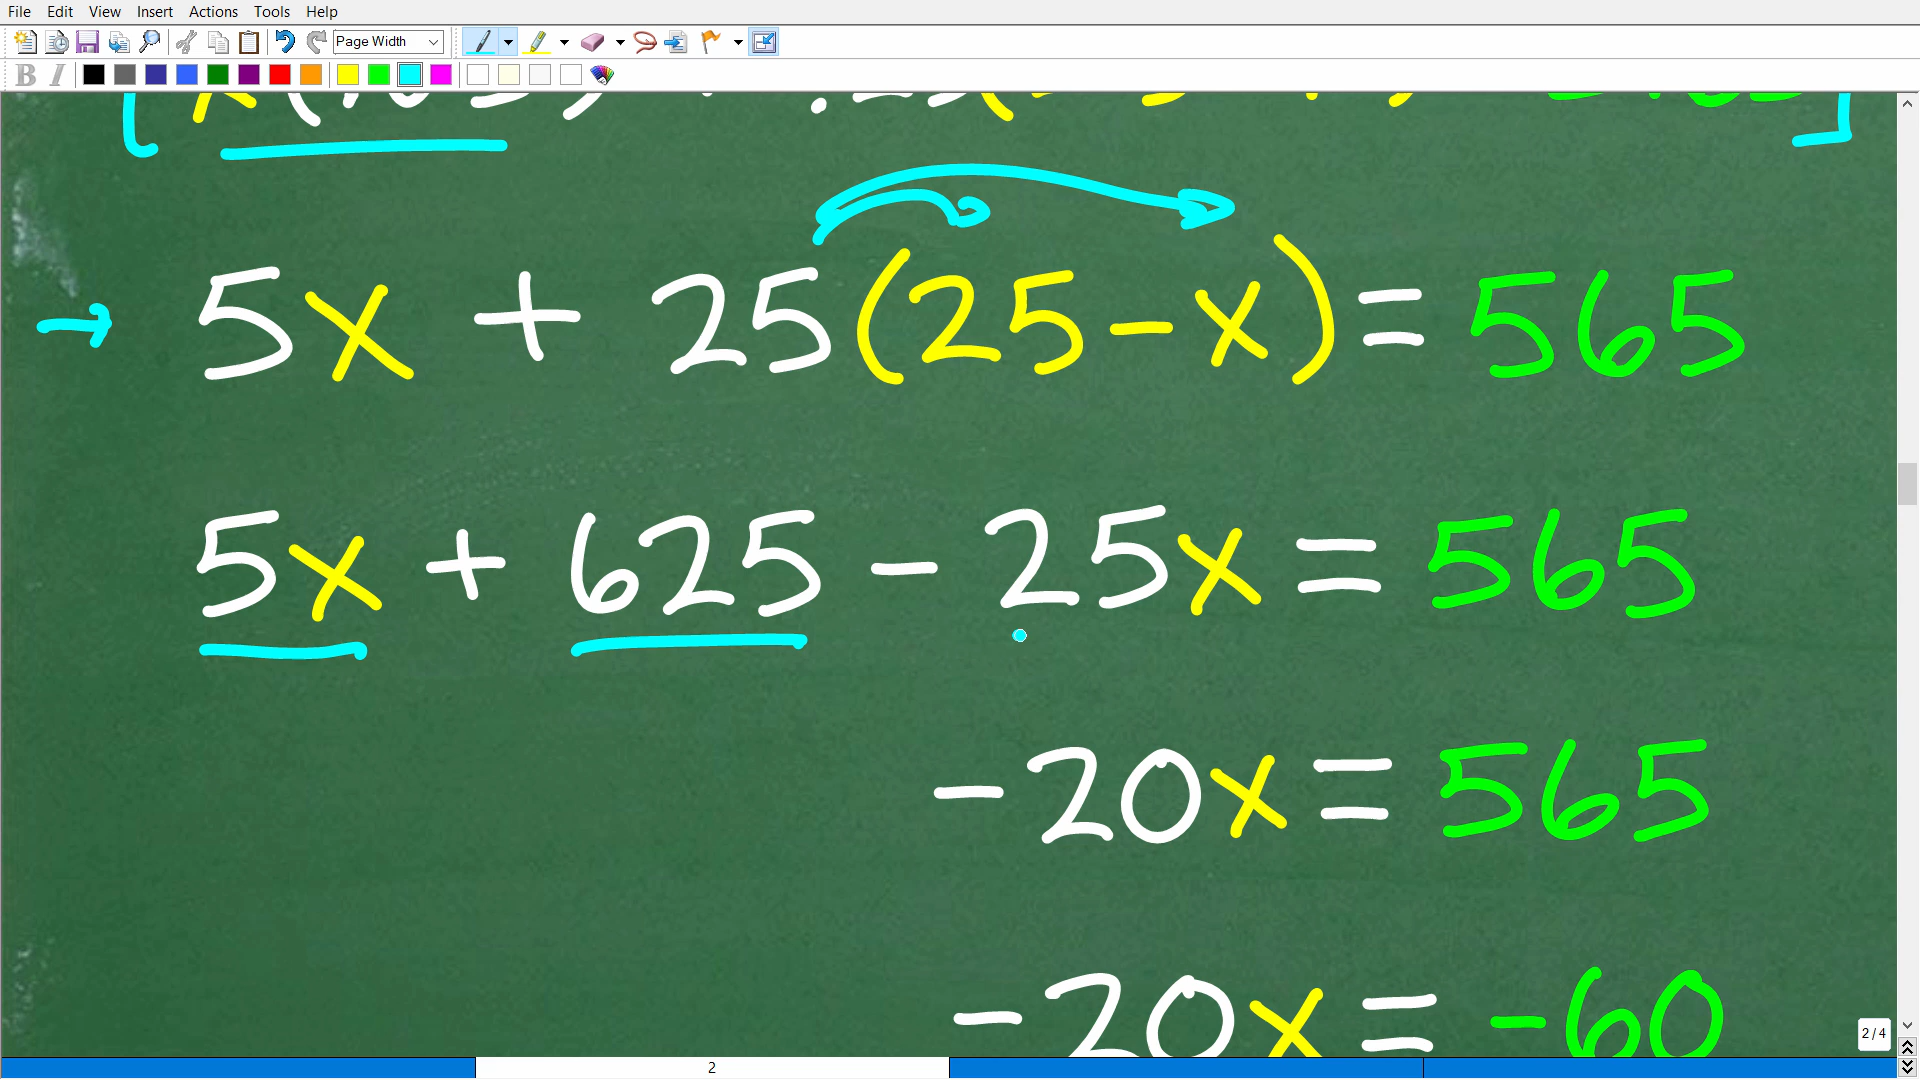 File Edit View Insert Actions Tools Help
Page Width
B I
5x + 25(25-x) = 565
5x + 625 - 25x = 565
-20x = 565
-20x = -60
2/4
2